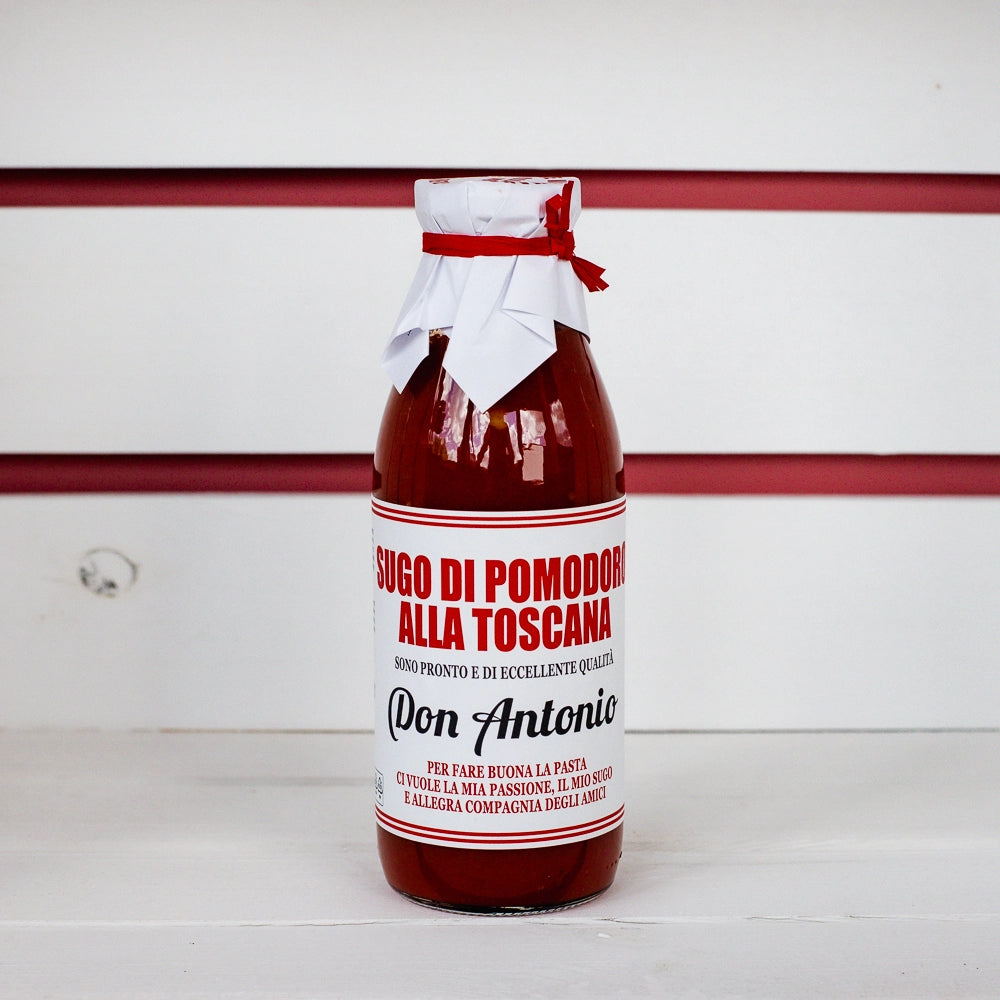 SUGO DI POMODORO
ALLA TOSCANA
SONO PRONTO E DI ECCELLENTE QUALITÀ
Don Antonio
PER FARE BUONA LA PASTA
CI VUOLE LA MIA PASSIONE, IL MIO SUGO
E ALLEGRA COMPAGNIA DEGLI AMICI